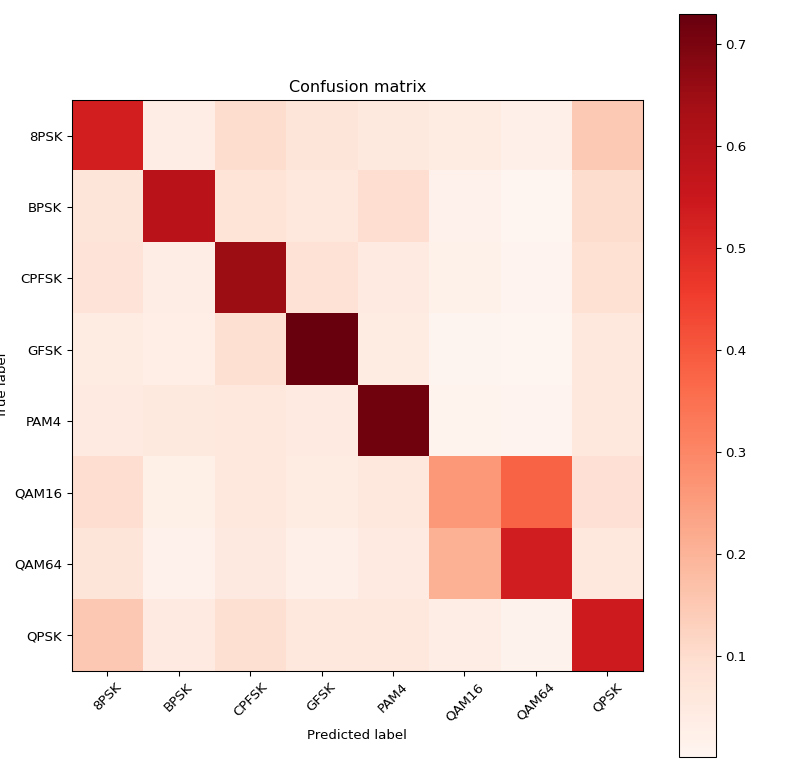 Confusion matrix
8PSK
BPSK
CPFSK
GFSK
PAM4
QAM16
QAM64
QPSK
True label
8PSK BPSK CPFSK GFSK PAM4 QAM16 QAM64 QPSK
Predicted label
0.7
0.6
0.5
0.4
0.3
0.2
0.1